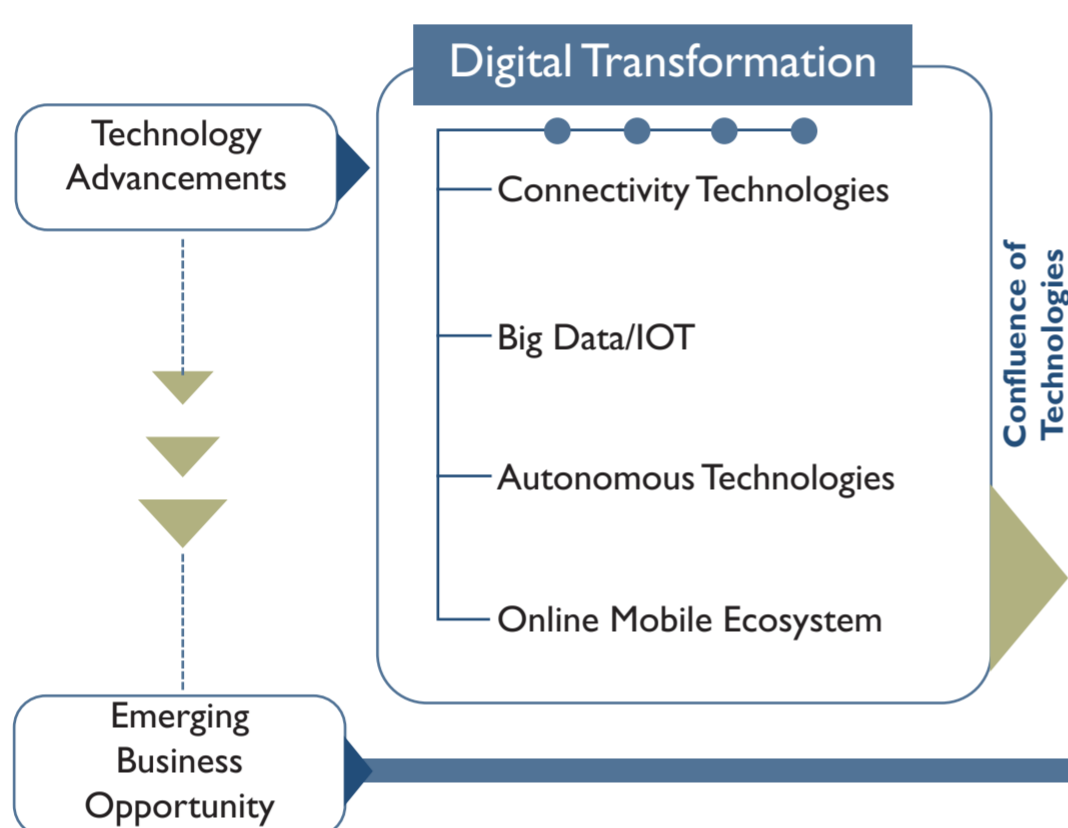 Digital Transformation
Technology
Advancements
Connectivity Technologies
Big Data/IOT
Autonomous Technologies
Online Mobile Ecosystem
Confluence of
Technologies
Emerging
Business
Opportunity